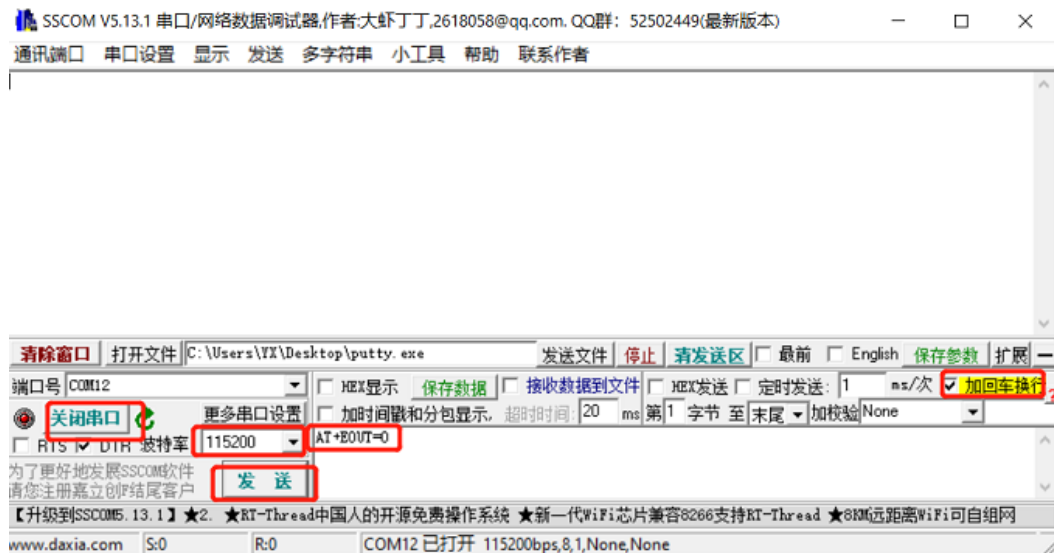 SSCOM V5.13.1 串口/网络数据调试器,作者:大虾丁丁,2618058@qq.com. QQ群：52502449(最新版本)
通讯端口 串口设置 显示 发送 多字符串 小工具 帮助 联系作者
清除窗口 打开文件 C:\Users\YX\Desktop\putty.exe 发送文件 停止 清发送区 最前 English 保存参数 扩展 —
端口号 COM12 HEX显示 保存数据 接收数据到文件 HEX发送 定时发送: 1 ms/次 加回车换行
关闭串口 更多串口设置 加时间戳和分包显示, 超时时间: 20 ms 第1 字节 至 末尾 加校验 None
RTS DTR 波特率 115200 AT+EOUT=0
为了更好地发展SSCOM软件
请您注册嘉立创F结尾客户 发 送
【升级到SSCOM5.13.1】★2. ★RT-Thread中国人的开源免费操作系统 ★新一代WiFi芯片兼容8266支持RT-Thread ★8KM远距离WiFi可自组网
www.daxia.com S:0 R:0 COM12 已打开 115200bps,8,1,None,None